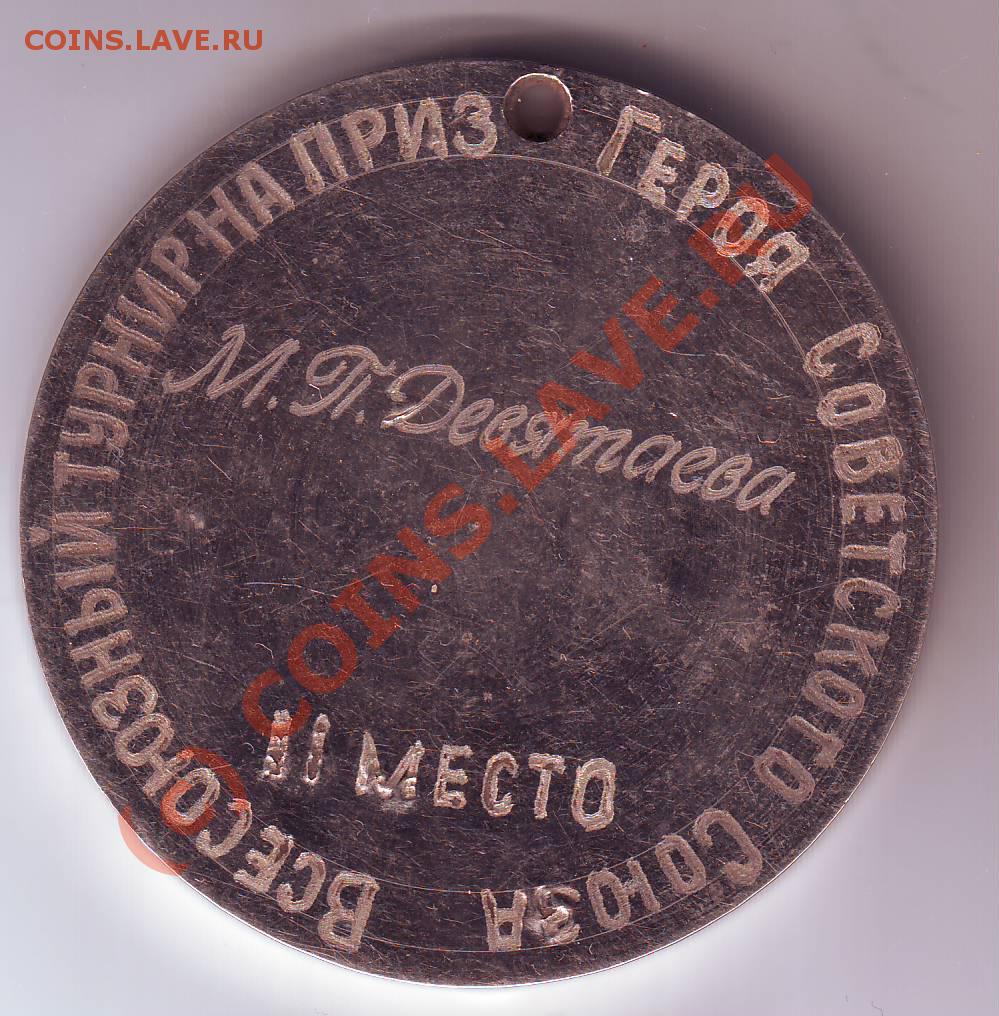 COINS.LAVE.RU
ВСЕСОЮЗНЫЙ ТУРНИР НА ПРИЗ ГЕРОЯ СОВЕТСКОГО СОЮЗА
М. П. Девятаева
II МЕСТО
COINS.LAVE.RU